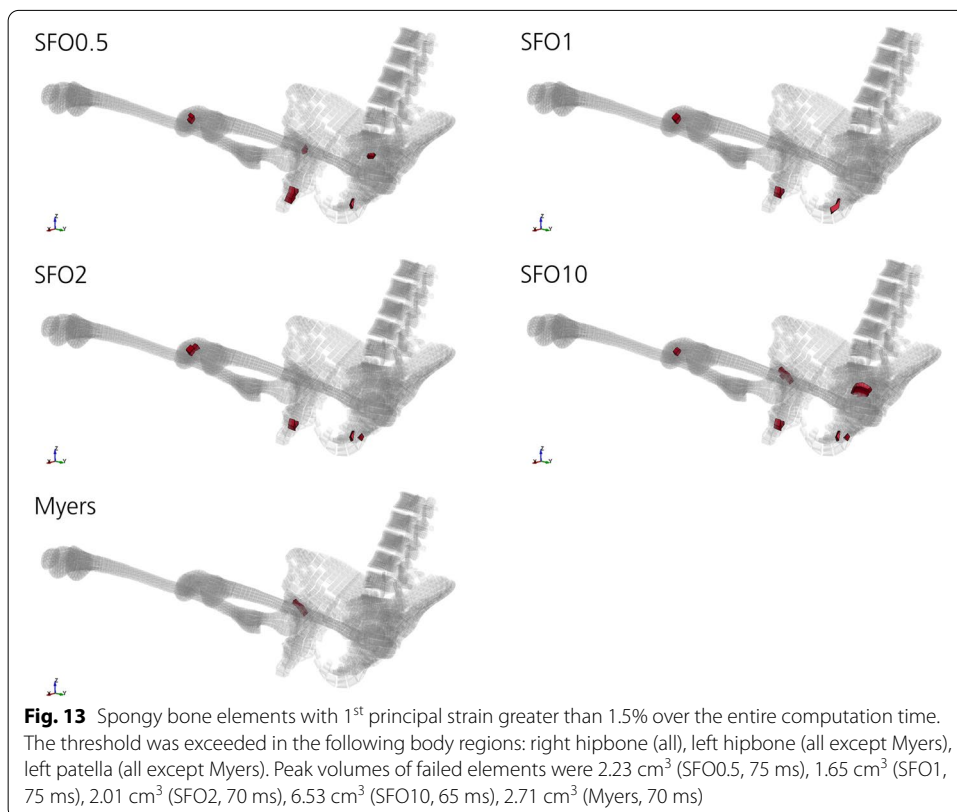 SFO0.5 SFO1
SFO2 SFO10
Myers
Fig. 13 Spongy bone elements with 1st principal strain greater than 1.5% over the entire computation time.
The threshold was exceeded in the following body regions: right hipbone (all), left hipbone (all except Myers),
left patella (all except Myers). Peak volumes of failed elements were 2.23 cm³ (SFO0.5, 75 ms), 1.65 cm³ (SFO1,
75 ms), 2.01 cm³ (SFO2, 70 ms), 6.53 cm³ (SFO10, 65 ms), 2.71 cm³ (Myers, 70 ms)